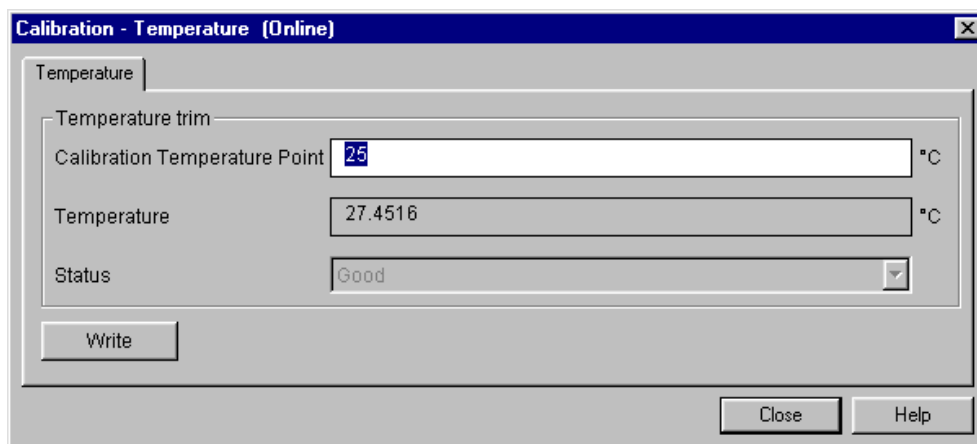 Calibration - Temperature (Online)
Temperature
Temperature trim
Calibration Temperature Point 25 °C
Temperature 27.4516 °C
Status Good
Write
Close Help